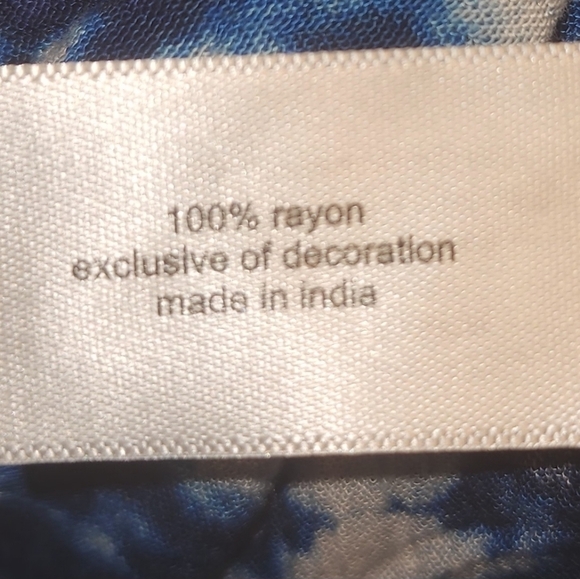 100% rayon
exclusive of decoration
made in india